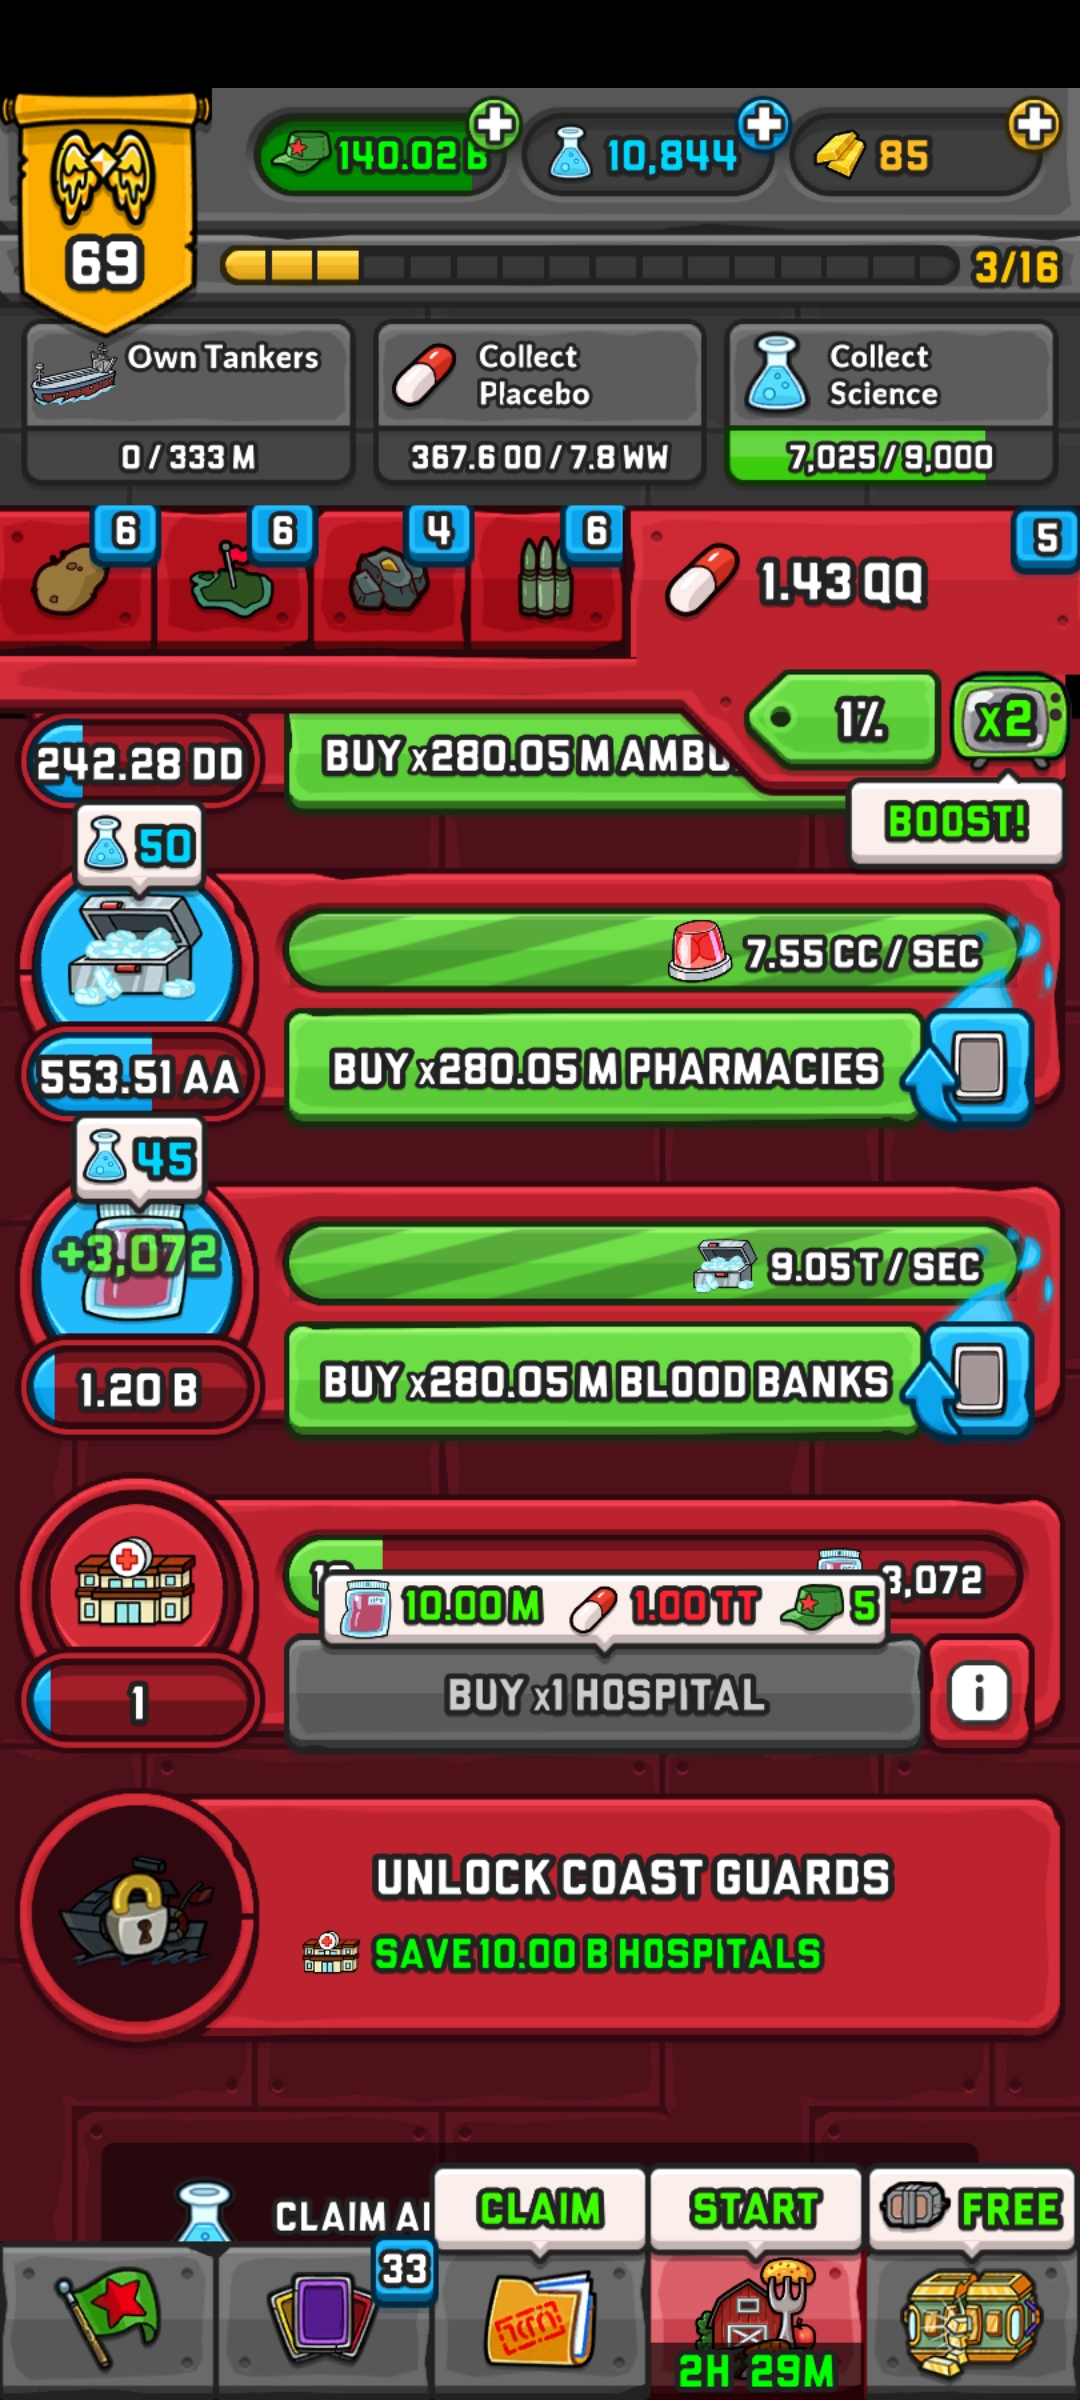 140.02 B
10,844
85
69
3/16
Own Tankers
Collect Placebo
Collect Science
0 / 333 M
367.6 OO / 7.8 WW
7,025 / 9,000
6
6
4
6
5
1.43 QQ
1%
x2
BOOST!
242.28 DD
BUY x280.05 M
50
7.55 CC / SEC
553.51 AA
BUY x280.05 M PHARMACIES
45
+3,072
9.05 T / SEC
1.20 B
BUY x280.05 M BLOOD BANKS
3,072
10.00 M
1.00 TT
5
1
BUY x1 HOSPITAL
i
UNLOCK COAST GUARDS
SAVE 10.00 B HOSPITALS
CLAIM
CLAIM
START
FREE
33
2H 29M